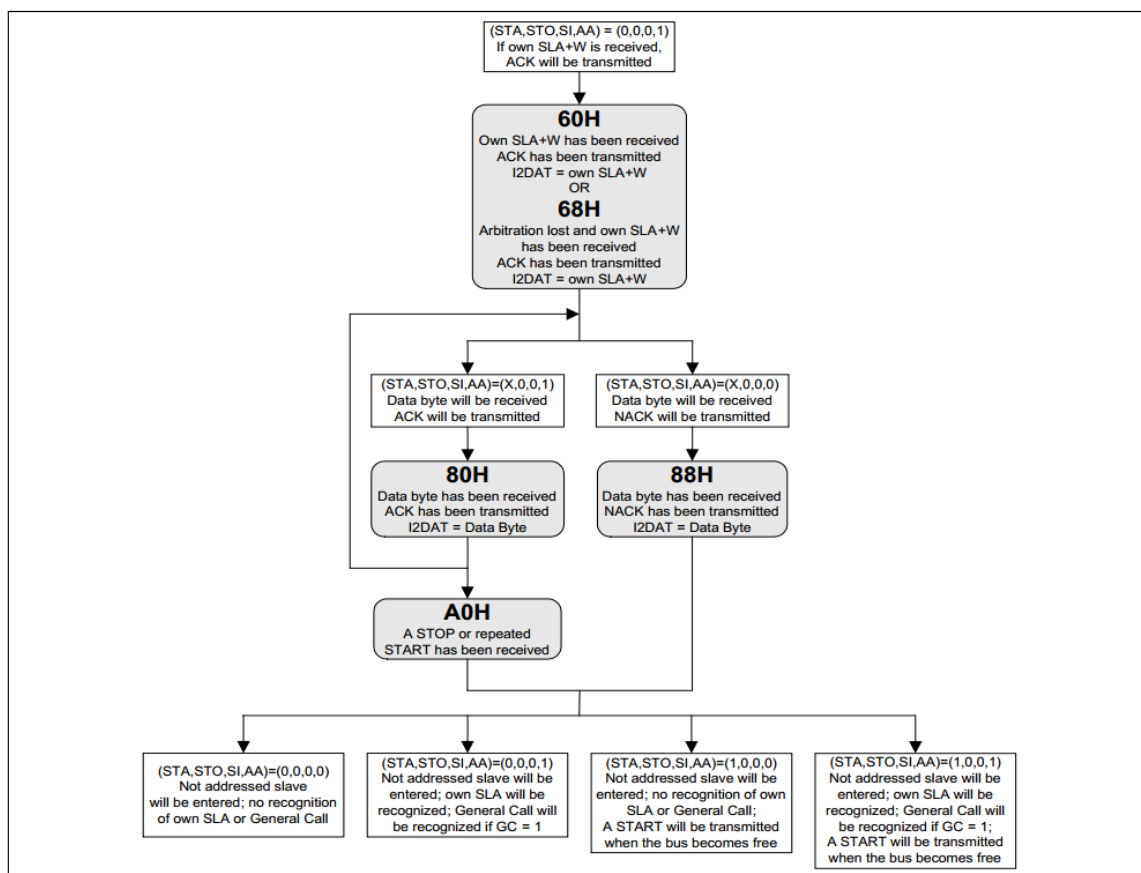 (STA,STO,SI,AA) = (0,0,0,1)
If own SLA+W is received,
ACK will be transmitted
60H
Own SLA+W has been received
ACK has been transmitted
I2DAT = own SLA+W
OR
68H
Arbitration lost and own SLA+W
has been received
ACK has been transmitted
I2DAT = own SLA+W
(STA,STO,SI,AA)=(X,0,0,1)
Data byte will be received
ACK will be transmitted
(STA,STO,SI,AA)=(X,0,0,0)
Data byte will be received
NACK will be transmitted
80H
Data byte has been received
ACK has been transmitted
I2DAT = Data Byte
88H
Data byte has been received
NACK has been transmitted
I2DAT = Data Byte
A0H
A STOP or repeated
START has been received
(STA,STO,SI,AA)=(0,0,0,0)
Not addressed slave
will be entered; no recognition
of own SLA or General Call
(STA,STO,SI,AA)=(0,0,0,1)
Not addressed slave will be
entered; own SLA will be
recognized; General Call will
be recognized if GC = 1
(STA,STO,SI,AA)=(1,0,0,0)
Not addressed slave will be
entered; no recognition of own
SLA or General Call;
A START will be transmitted
when the bus becomes free
(STA,STO,SI,AA)=(1,0,0,1)
Not addressed slave will be
entered; own SLA will be
recognized; General Call will
be recognized if GC = 1;
A START will be transmitted
when the bus becomes free